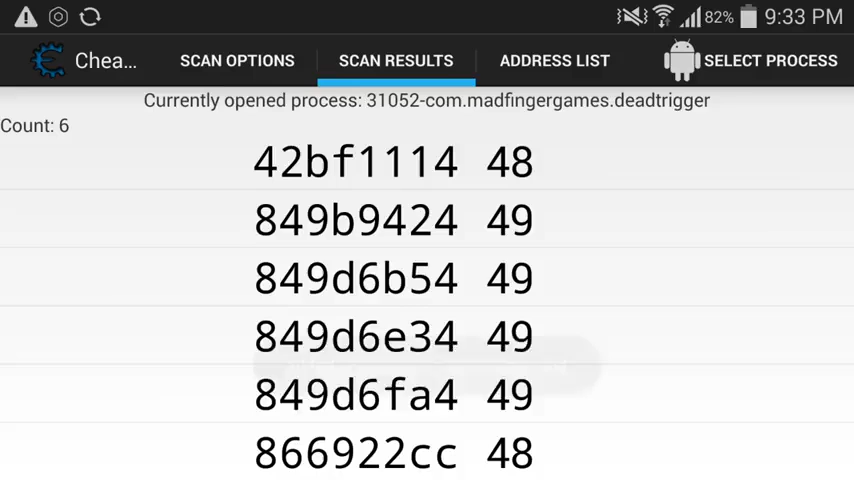 82% 9:33 PM
Chea... SCAN OPTIONS SCAN RESULTS ADDRESS LIST SELECT PROCESS
Currently opened process: 31052-com.madfingergames.deadtrigger
Count: 6
42bf1114 48
849b9424 49
849d6b54 49
849d6e34 49
849d6fa4 49
866922cc 48